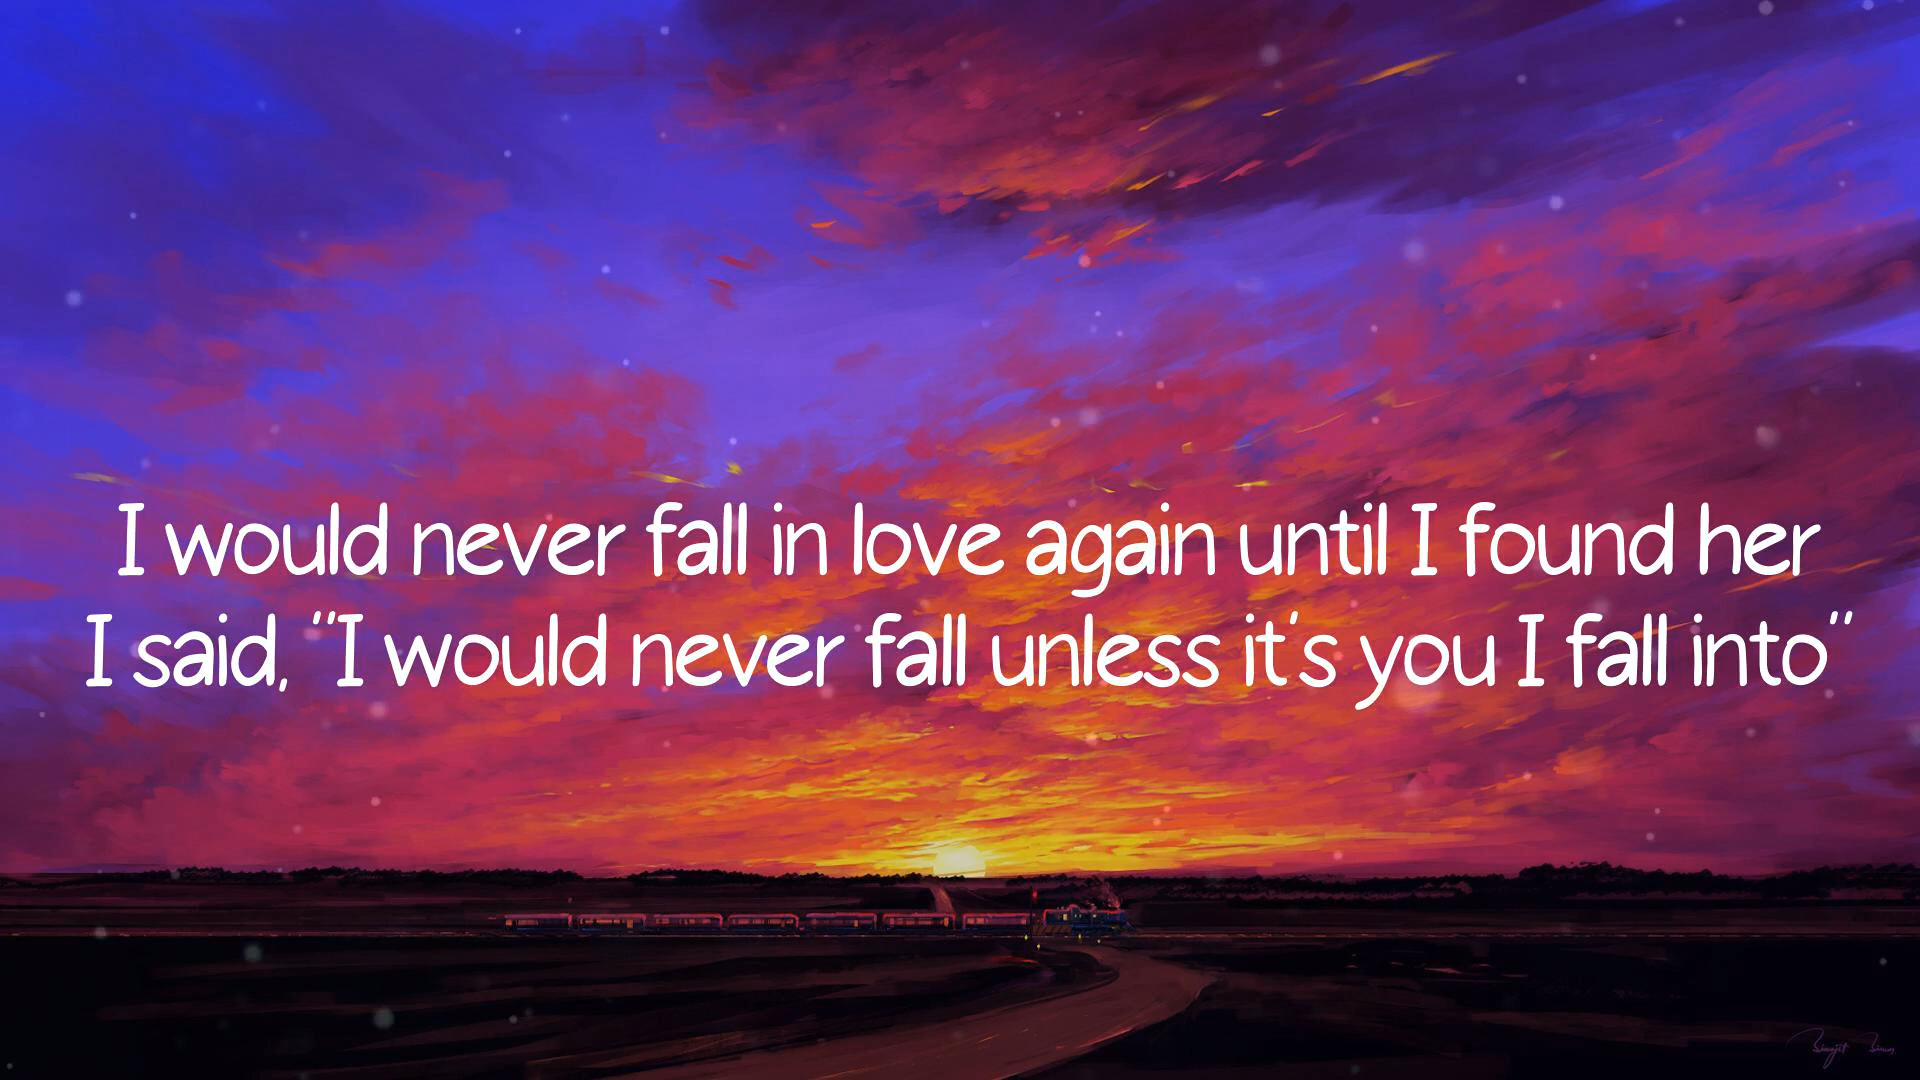 I would never fall in love again until I found her
I said, "I would never fall unless it's you I fall into"